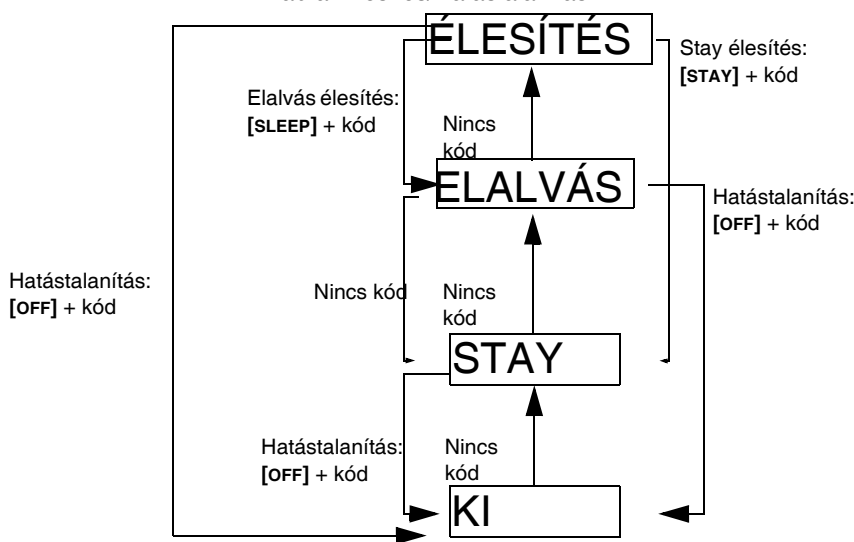 ÉLESÍTÉS
Stay élesítés:
[STAY] + kód
Elalvás élesítés:
[SLEEP] + kód
Nincs
kód
ELALVÁS
Hatástalanítás:
[OFF] + kód
Hatástalanítás:
[OFF] + kód
Nincs kód
Nincs
kód
STAY
Hatástalanítás:
[OFF] + kód
Nincs
kód
KI